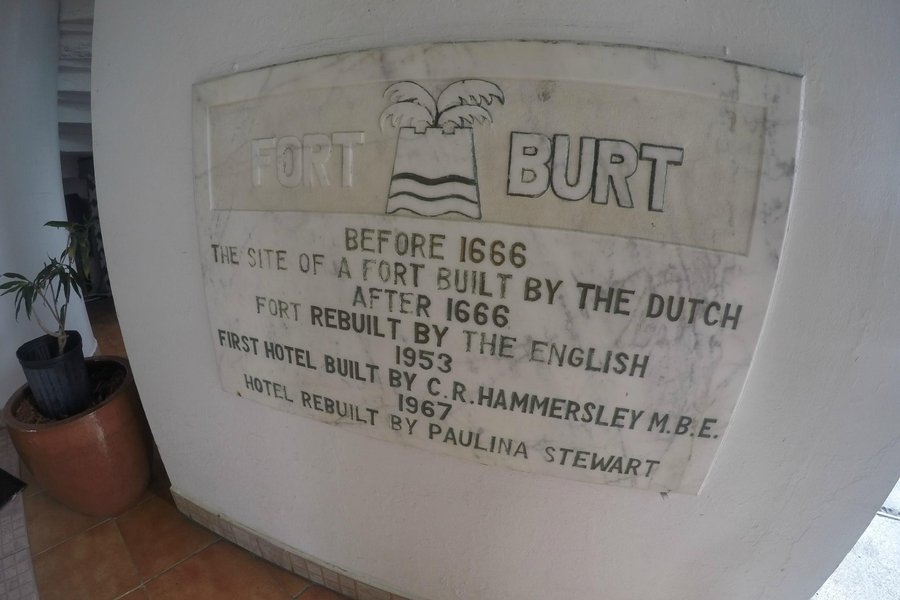 FORT BURT
BEFORE 1666
THE SITE OF A FORT BUILT BY THE DUTCH
AFTER 1666
FORT REBUILT BY THE ENGLISH
1953
FIRST HOTEL BUILT BY C.R.HAMMERSLEY M.B.E.
1967
HOTEL REBUILT BY PAULINA STEWART